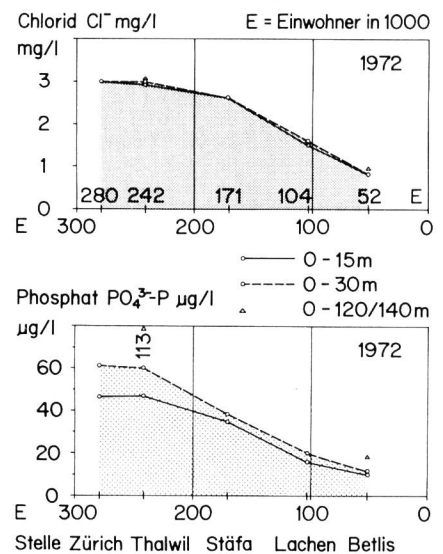 Chlorid Cl⁻ mg/l E = Einwohner in 1000
mg/l
1972
3
2
1
280 242 171 104 52 E
0
E 300 200 100 0
0 - 15m
0 - 30m
0 - 120/140m
Phosphat PO₄³⁻-P µg/l
µg/l
113
1972
60
40
20
0
E 300 200 100 0
Stelle Zürich Thalwil Stäfa Lachen Betlis